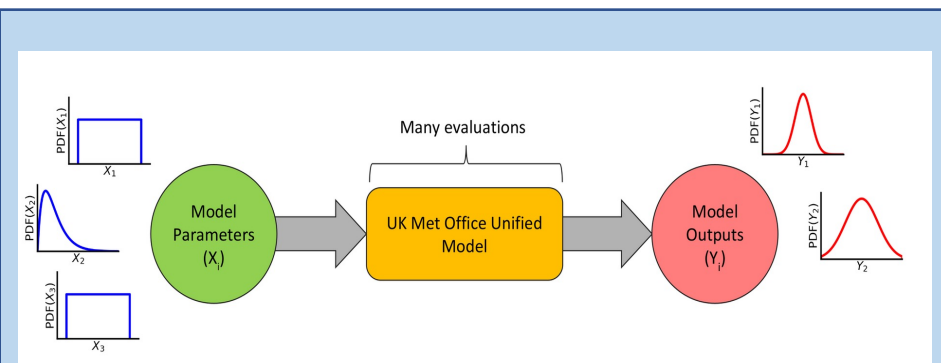 PDF(X₁)
X₁
PDF(X₂)
X₂
PDF(X₃)
X₃
Model
Parameters
(Xᵢ)
Many evaluations
UK Met Office Unified
Model
Model
Outputs
(Yᵢ)
PDF(Y₁)
Y₁
PDF(Y₂)
Y₂